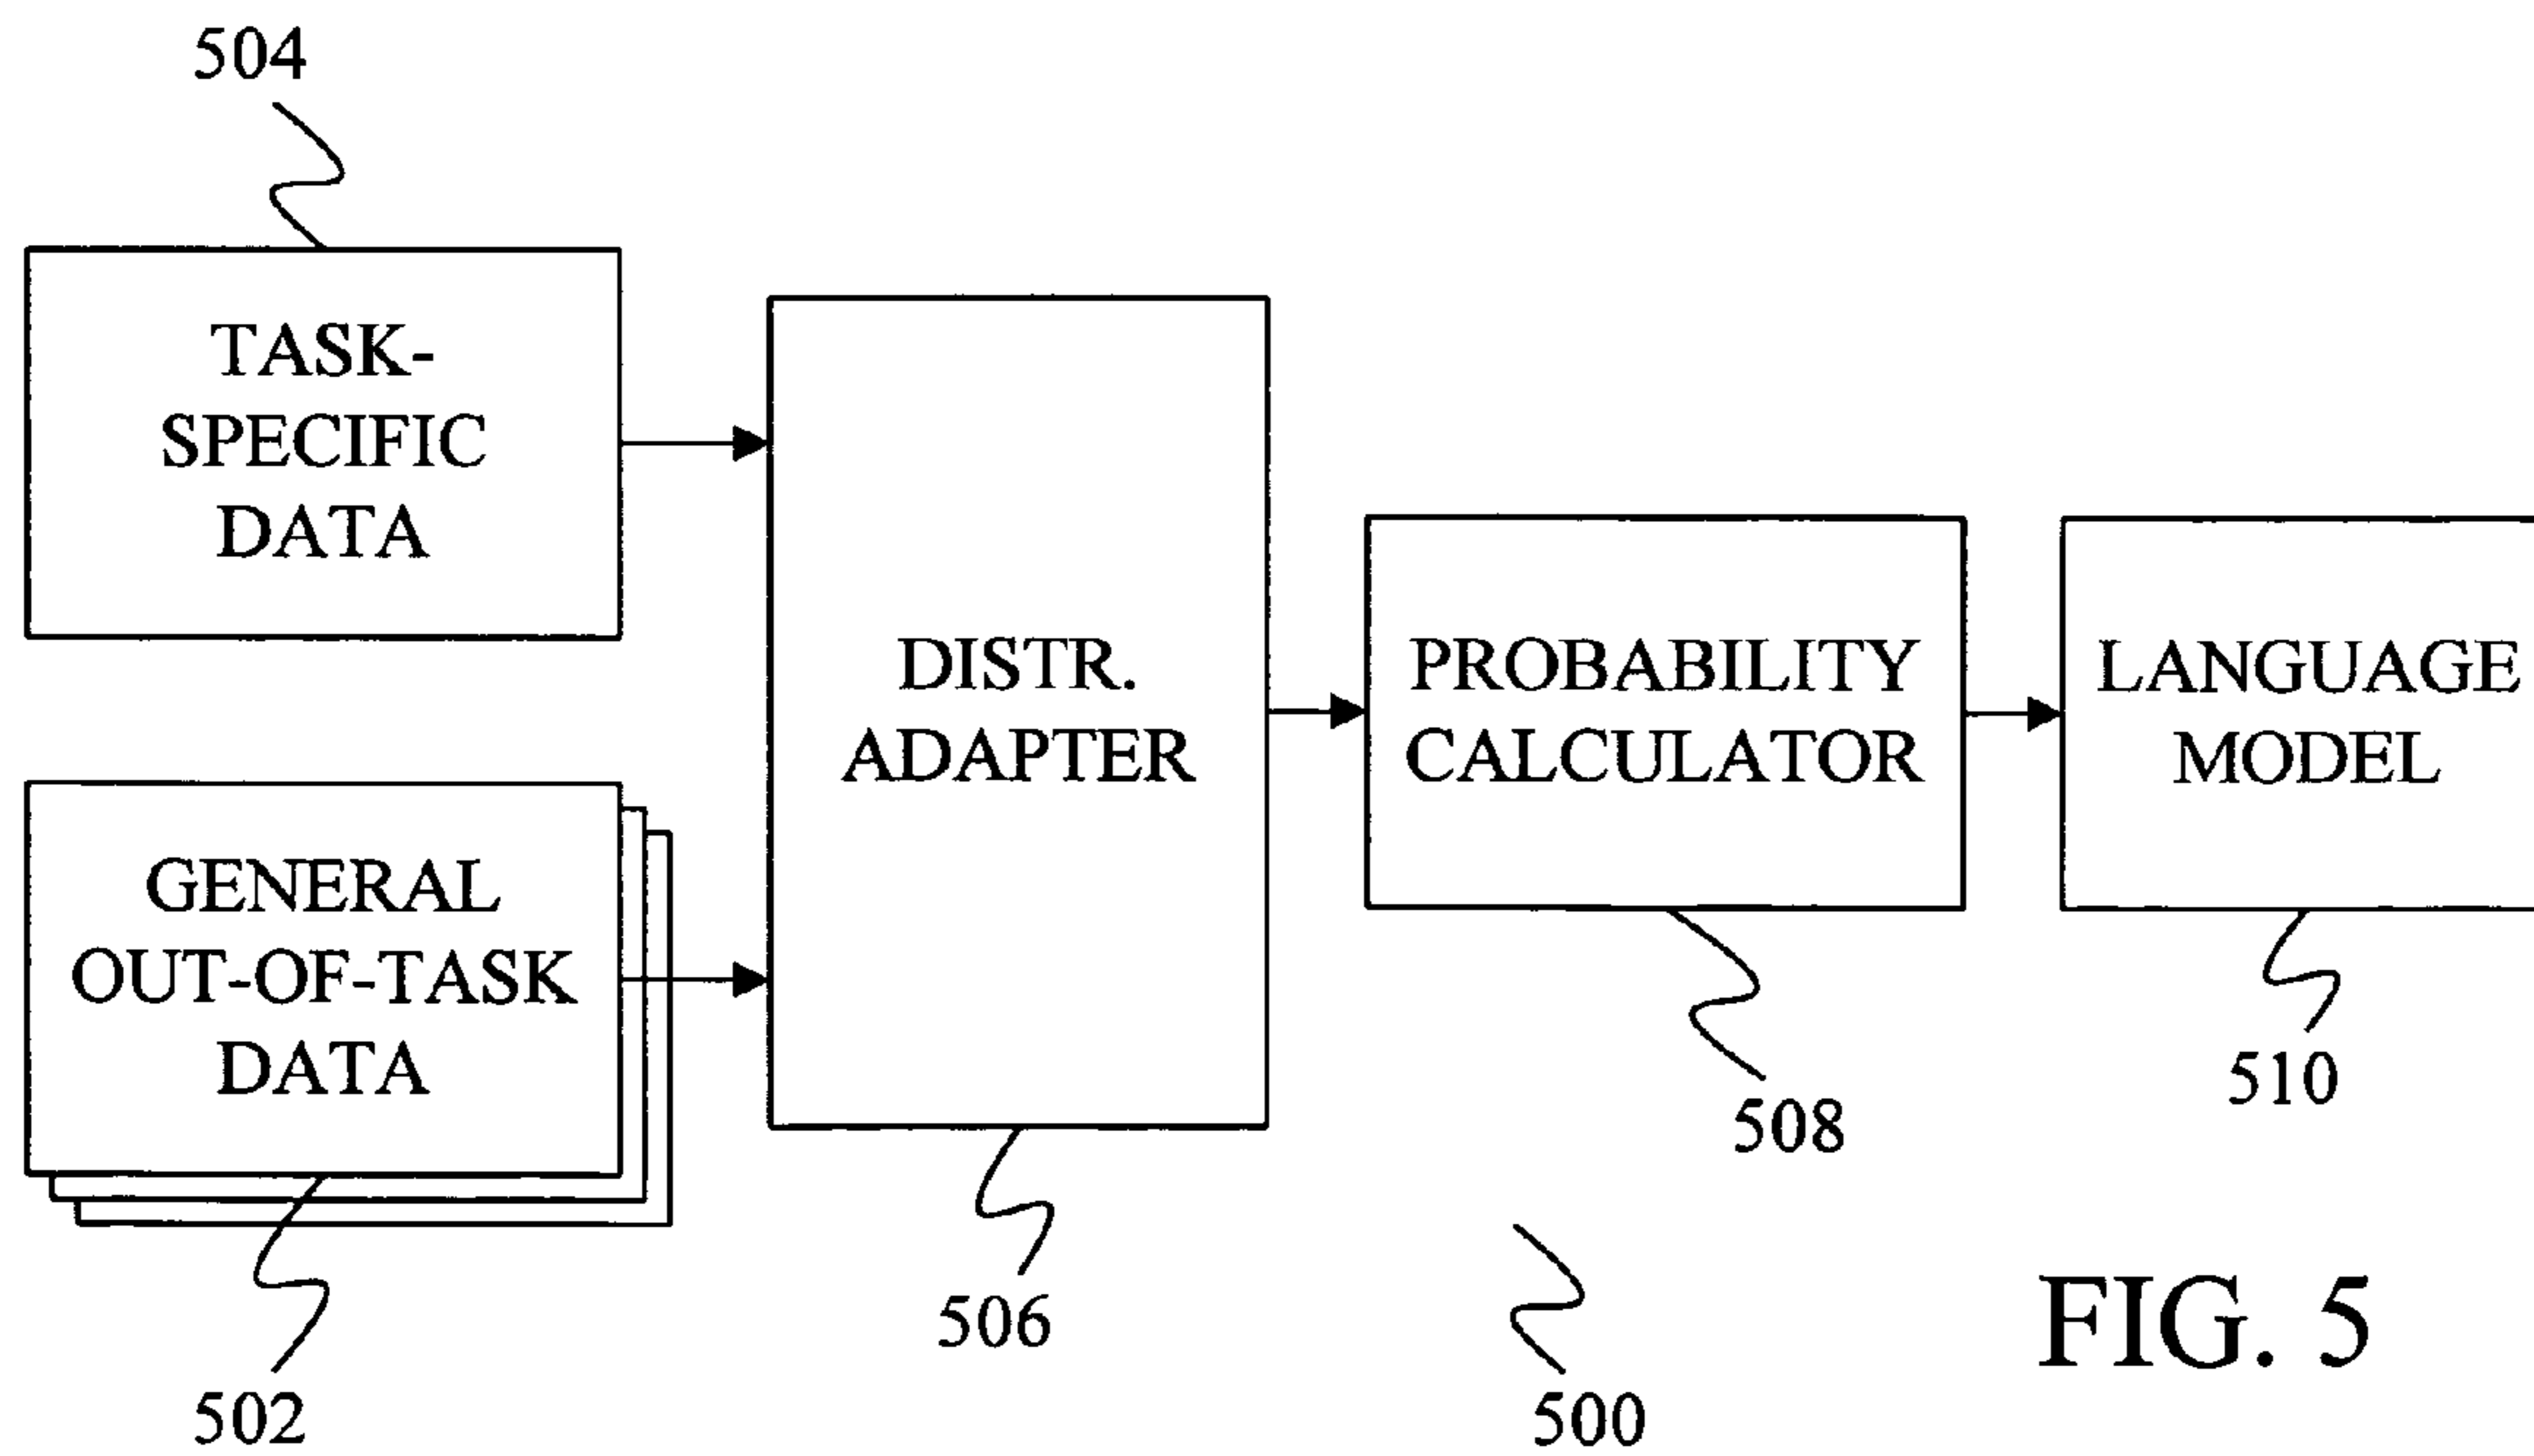 504
TASK-
SPECIFIC
DATA
GENERAL
OUT-OF-TASK
DATA
502
DISTR.
ADAPTER
506
PROBABILITY
CALCULATOR
508
LANGUAGE
MODEL
510
500
FIG. 5